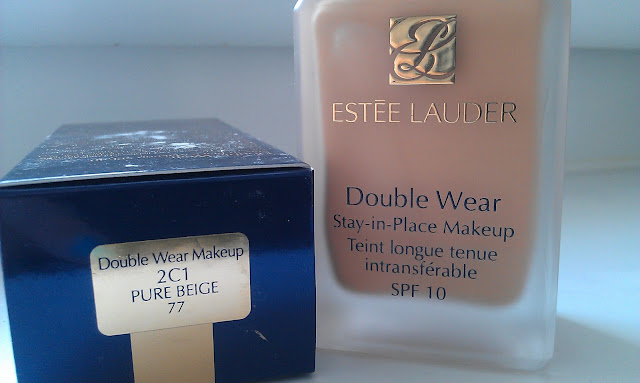 Double Wear Makeup
2C1
PURE BEIGE
77
EL
ESTĒE LAUDER
Double Wear
Stay-in-Place Makeup
Teint longue tenue
intransférable
SPF 10